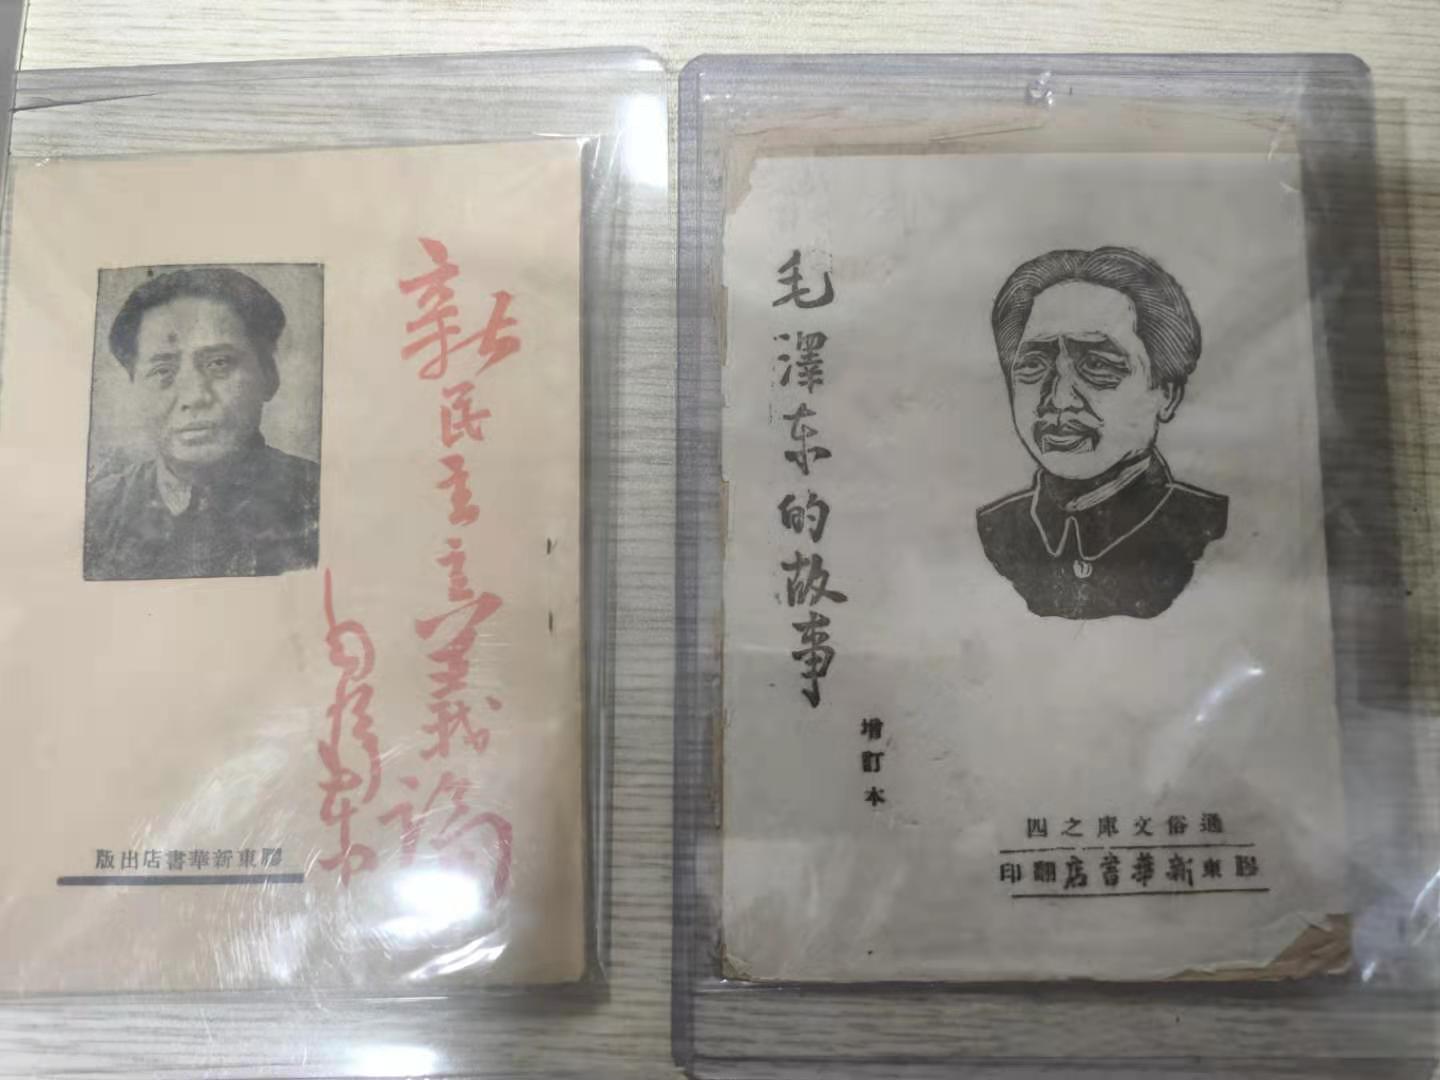 新民主主義論
毛澤东
膠東新華書店出版
毛澤东的故事
增訂本
通俗文庫之四
膠東新華書店翻印